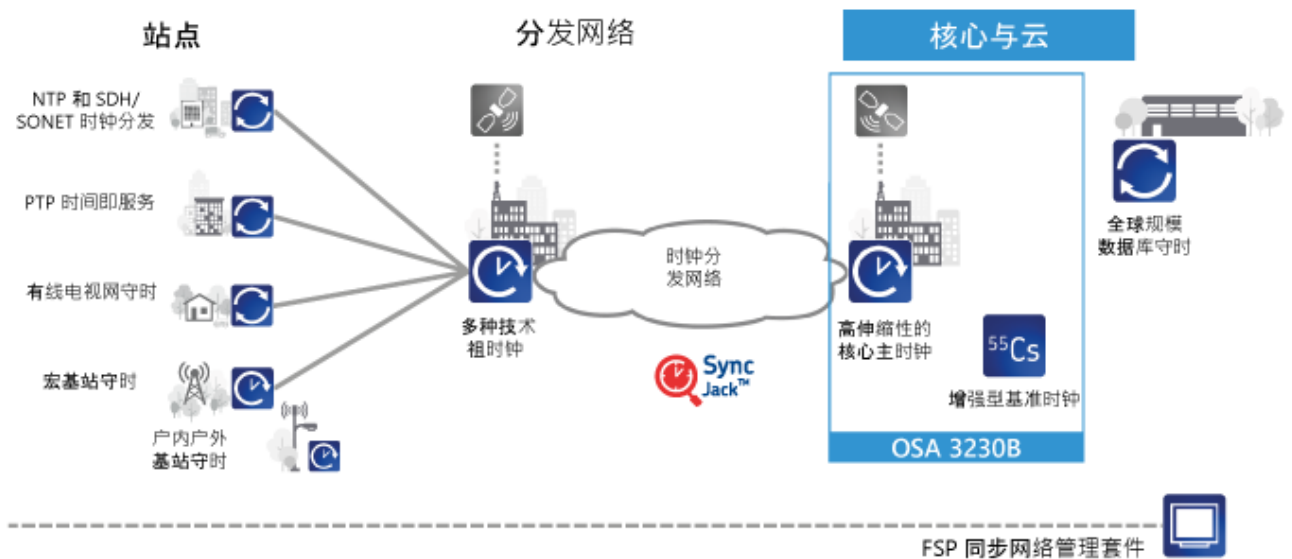 站点
分发网络
核心与云
NTP 和 SDH/
SONET 时钟分发
PTP 时间即服务
有线电视网守时
宏基站守时
户内户外
基站守时
多种技术
祖时钟
时钟分
发网络
Sync
Jack™
高伸缩性的
核心主时钟
⁵⁵Cs
增强型基准时钟
OSA 3230B
全球规模
数据库守时
FSP 同步网络管理套件